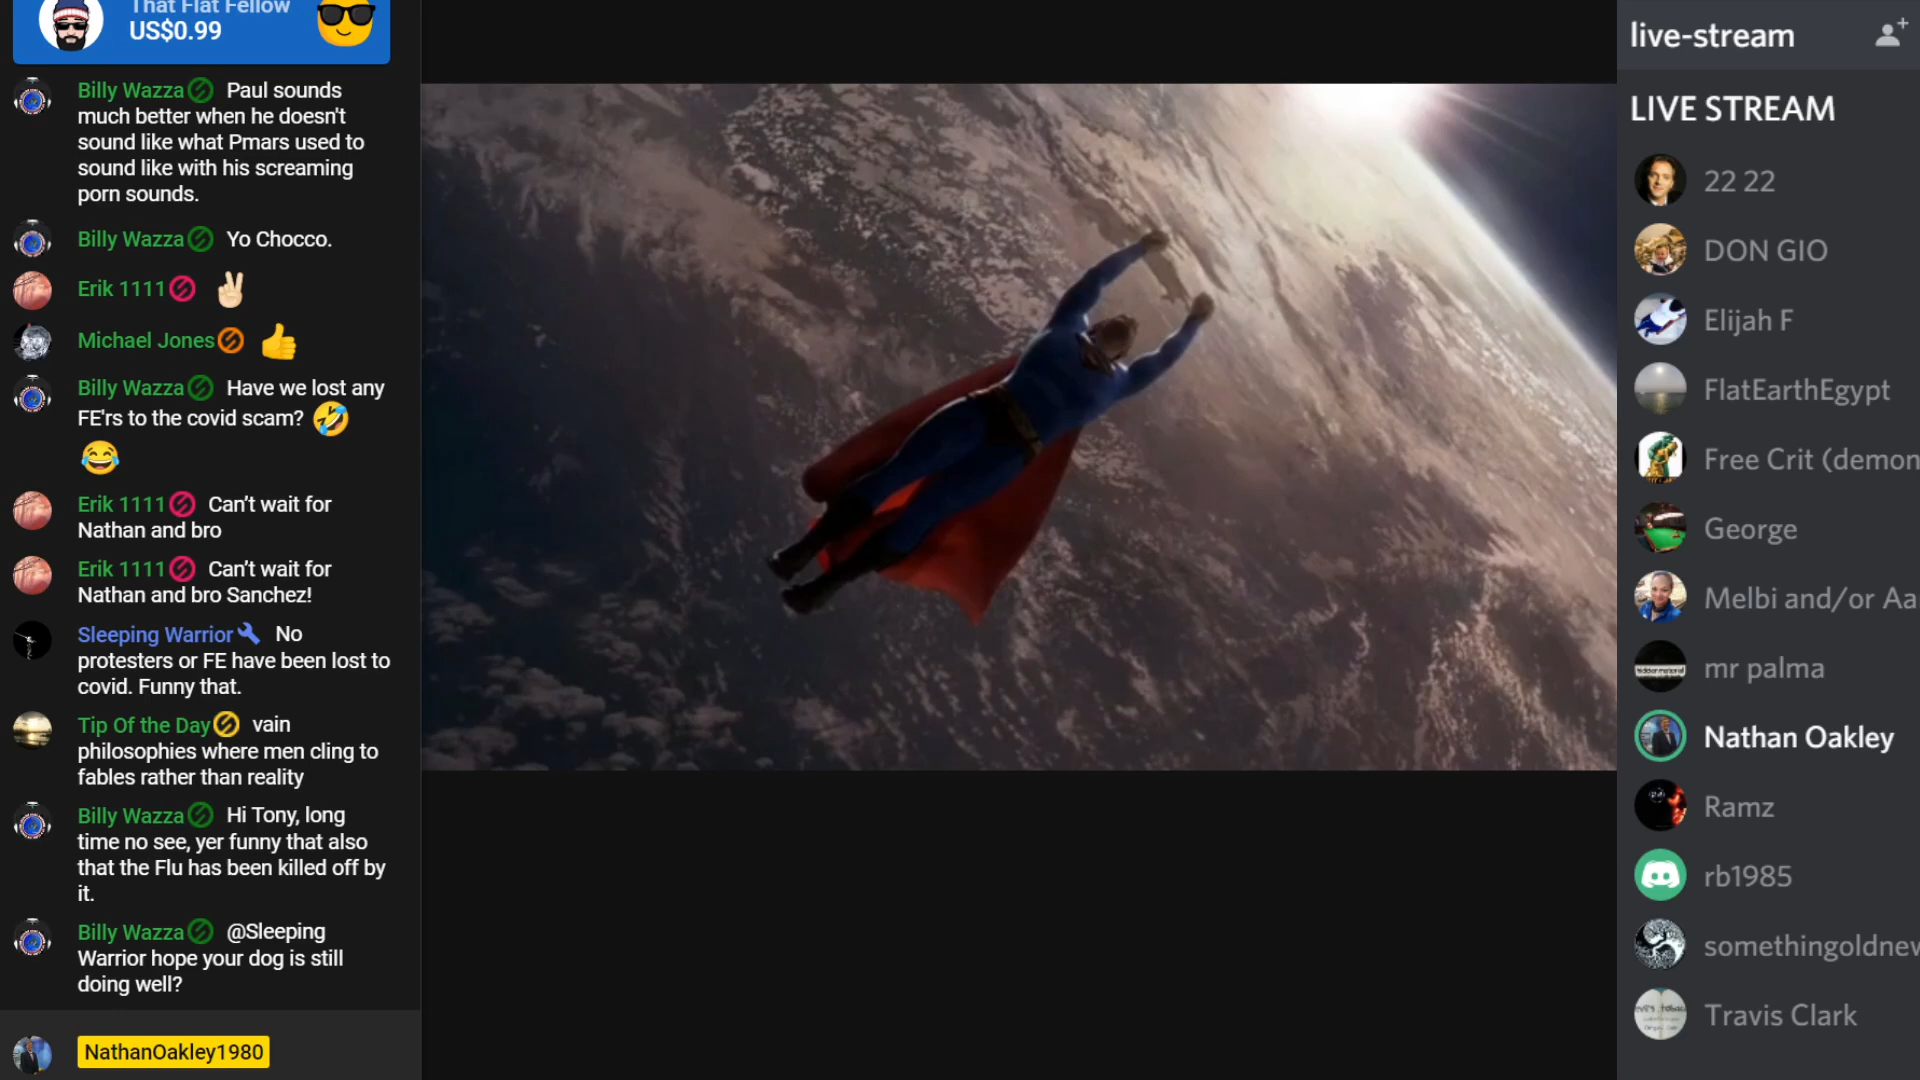 That Flat Fellow
US$0.99
Billy Wazza Paul sounds
much better when he doesn't
sound like what Pmars used to
sound like with his screaming
porn sounds.
Billy Wazza Yo Chocco.
Erik 1111
Michael Jones
Billy Wazza Have we lost any
FE'rs to the covid scam?
Erik 1111 Can't wait for
Nathan and bro
Erik 1111 Can't wait for
Nathan and bro Sanchez!
Sleeping Warrior No
protesters or FE have been lost to
covid. Funny that.
Tip Of the Day vain
philosophies where men cling to
fables rather than reality
Billy Wazza Hi Tony, long
time no see, yer funny that also
that the Flu has been killed off by
it.
Billy Wazza @Sleeping
Warrior hope your dog is still
doing well?
NathanOakley1980
live-stream
LIVE STREAM
22 22
DON GIO
Elijah F
FlatEarthEgypt
Free Crit (demon
George
Melbi and/or Aa
mr palma
Nathan Oakley
Ramz
rb1985
somethingoldnew
Travis Clark